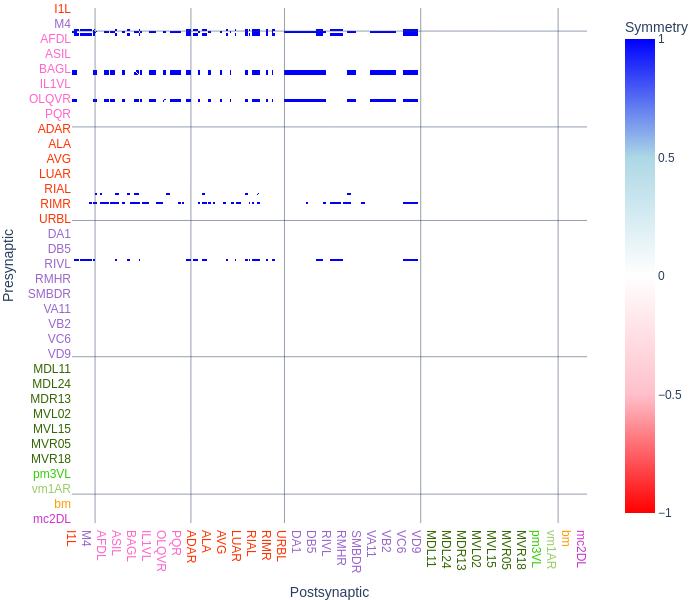 Symmetry
1
0.5
0
−0.5
−1
Presynaptic
I1L
M4
AFDL
ASIL
BAGL
IL1VL
OLQVR
PQR
ADAR
ALA
AVG
LUAR
RIAL
RIMR
URBL
DA1
DB5
RIVL
RMHR
SMBDR
VA11
VB2
VC6
VD9
MDL11
MDL24
MDR13
MVL02
MVL15
MVR05
MVR18
pm3VL
vm1AR
bm
mc2DL
I1L
M4
AFDL
ASIL
BAGL
IL1VL
OLQVR
PQR
ADAR
ALA
AVG
LUAR
RIAL
RIMR
URBL
DA1
DB5
RIVL
RMHR
SMBDR
VA11
VB2
VC6
VD9
MDL11
MDL24
MDR13
MVL02
MVL15
MVR05
MVR18
pm3VL
vm1AR
bm
mc2DL
Postsynaptic